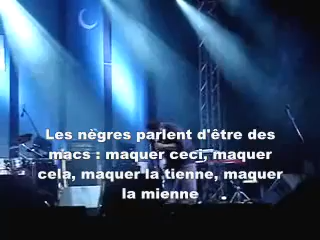 Les nègres parlent d'être des
macs : maquer ceci, maquer
cela, maquer la tienne, maquer
la mienne